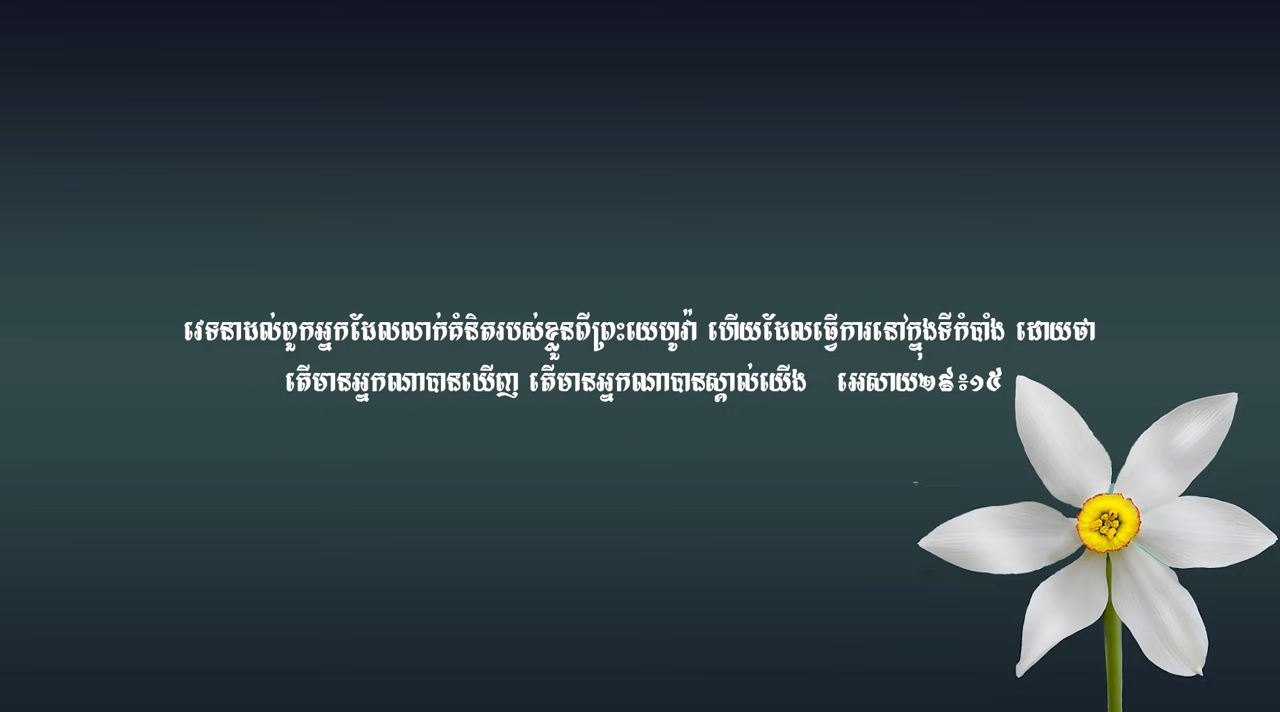 វេទនាដល់ពួកអ្នកដែលលាក់គំនិតរបស់ខ្លួនពីព្រះយេហូវ៉ា ហើយដែលធ្វើការនៅក្នុងទីកំបាំង ដោយថា
តើមានអ្នកណាបានឃើញ តើមានអ្នកណាបានស្គាល់យើង អេសាយ២៩៖១៥